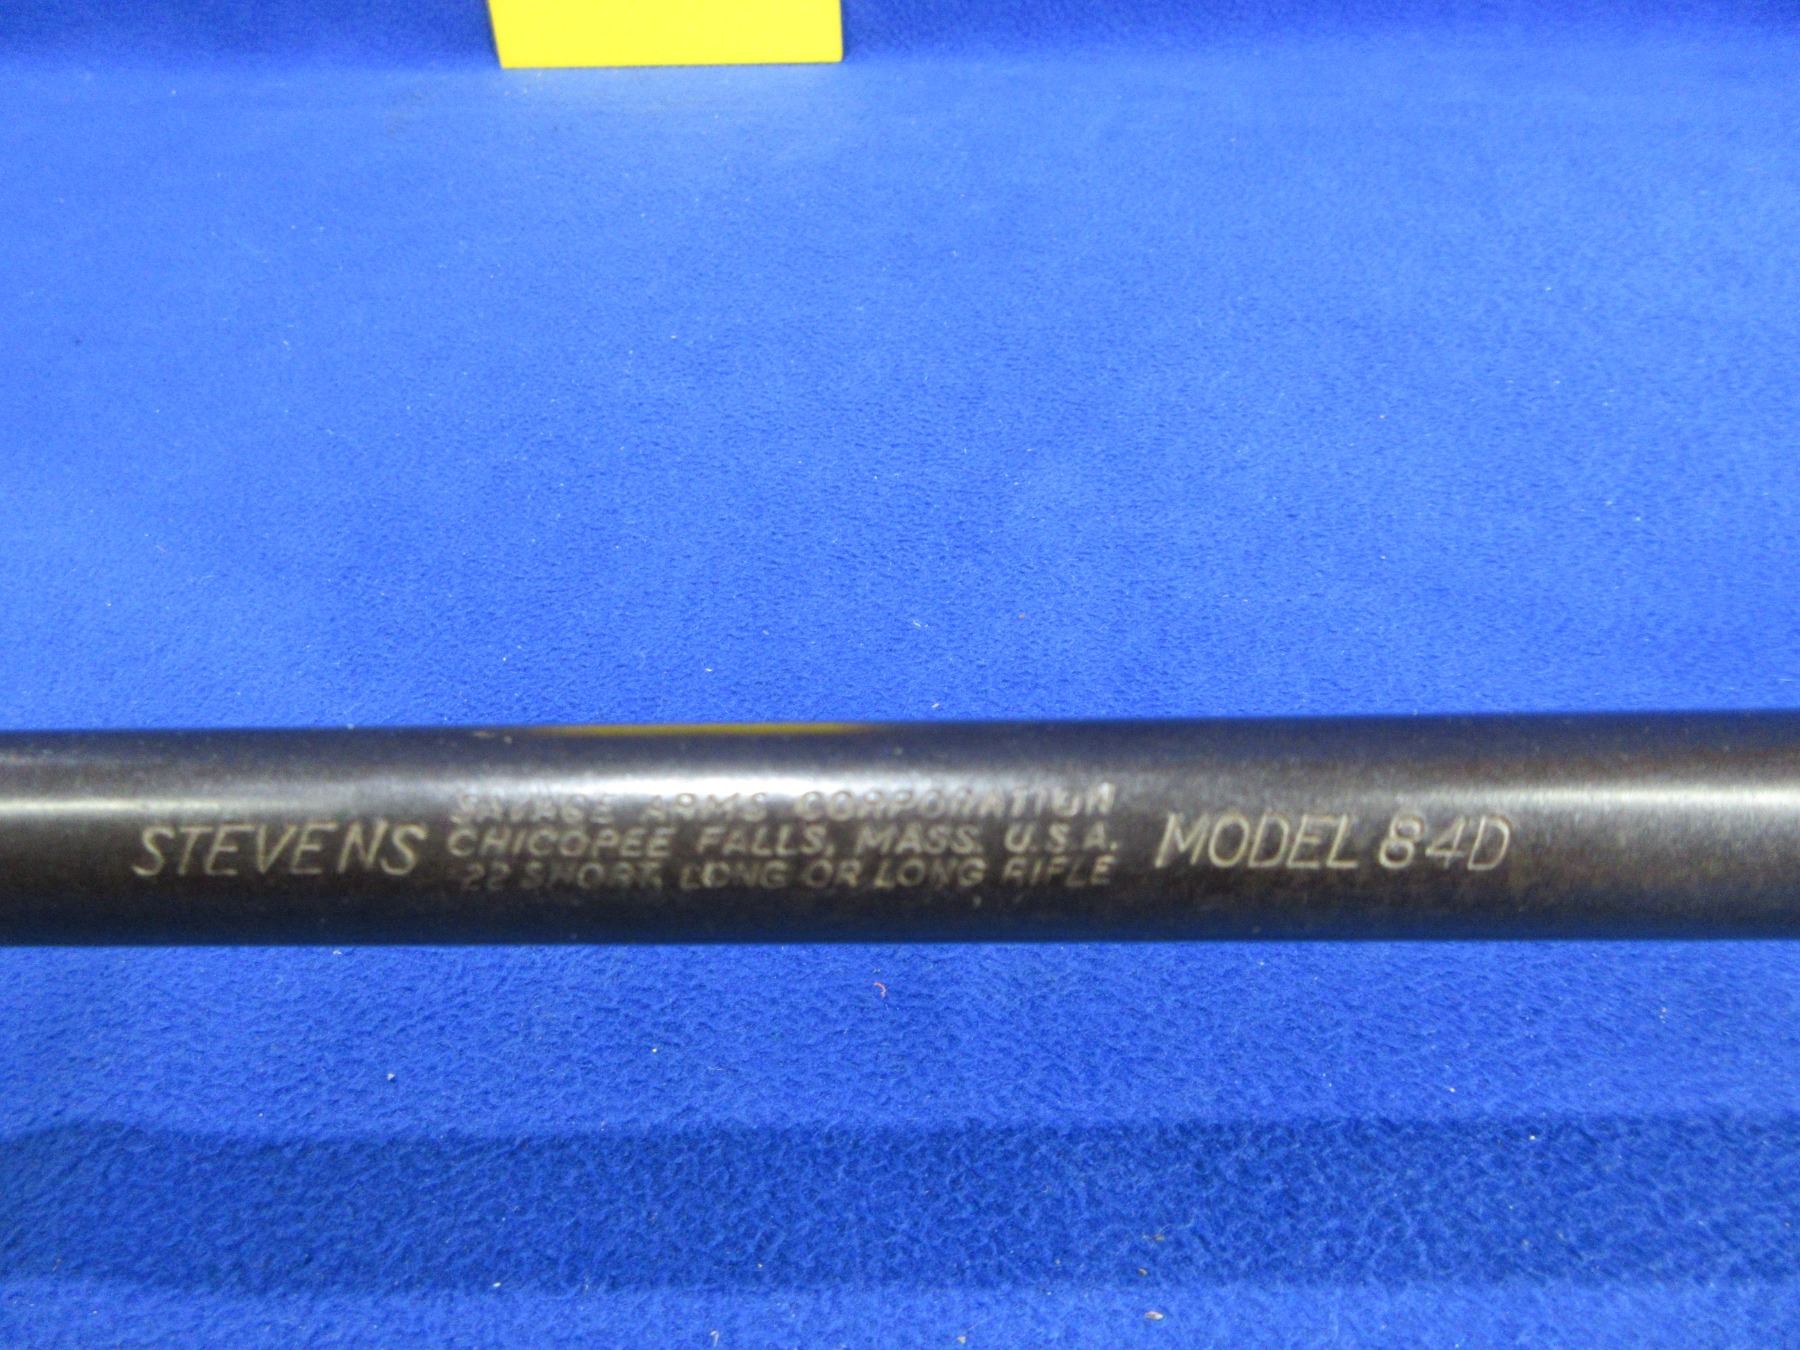 STEVENS
SAVAGE ARMS CORPORATION
CHICOPEE FALLS, MASS. U.S.A.
22 SHORT, LONG OR LONG RIFLE
MODEL 84D